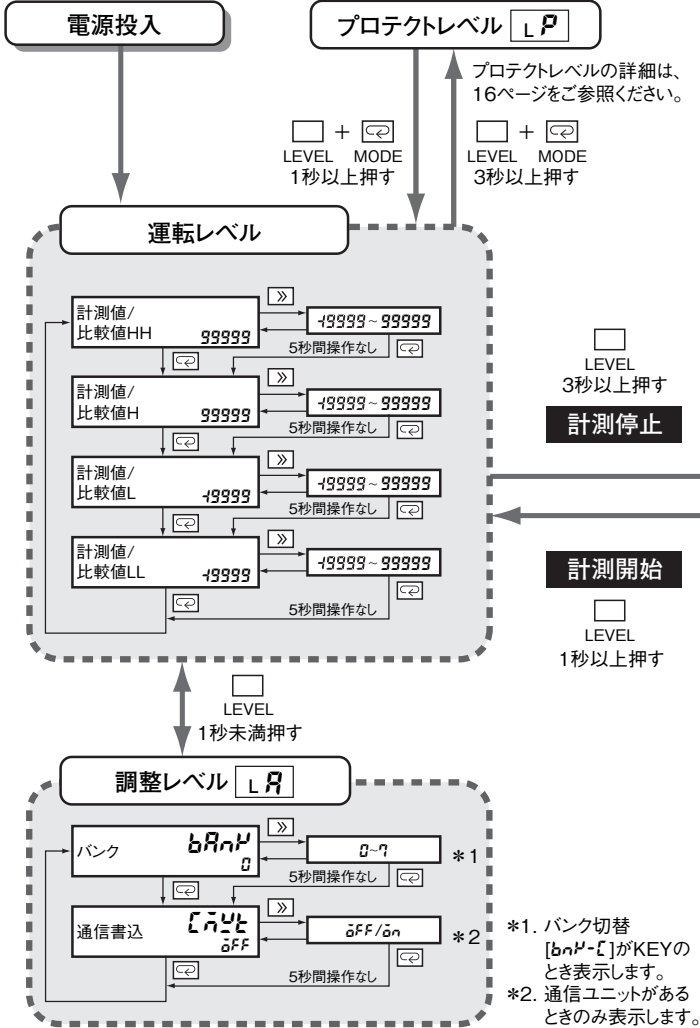 電源投入
プロテクトレベル LP
プロテクトレベルの詳細は、
16ページをご参照ください。
+
LEVEL MODE
1秒以上押す
+
LEVEL MODE
3秒以上押す
運転レベル
計測値/
比較値HH 99999
-19999~99999
5秒間操作なし
計測値/
比較値H 99999
-19999~99999
5秒間操作なし
計測値/
比較値L -19999
-19999~99999
5秒間操作なし
計測値/
比較値LL -19999
-19999~99999
5秒間操作なし
LEVEL
3秒以上押す
計測停止
計測開始
LEVEL
1秒以上押す
LEVEL
1秒未満押す
調整レベル LA
バンク bAnK
0
0~7
*1
5秒間操作なし
通信書込 CMWt
oFF
oFF/on
*2
5秒間操作なし
*1. バンク切替
[bnK-C]がKEYの
とき表示します。
*2. 通信ユニットがある
ときのみ表示します。